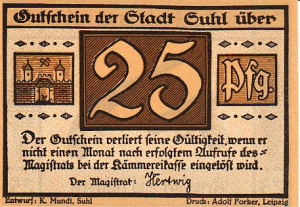 Gutschein der Stadt Suhl über
25
Pfg.
Der Gutschein verliert seine Gültigkeit, wenn er
nicht einen Monat nach erfolgtem Aufrufe des
Magistrats bei der Kämmereikasse eingelöst wird.
Der Magistrat: Hertwig
Entwurf: K. Mundt, Suhl
Druck: Adolf Forker, Leipzig